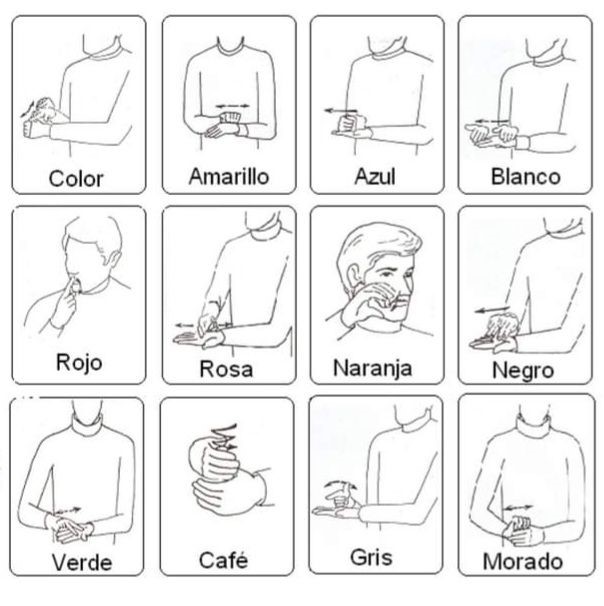 Color
Amarillo
Azul
Blanco
Rojo
Rosa
Naranja
Negro
Verde
Café
Gris
Morado